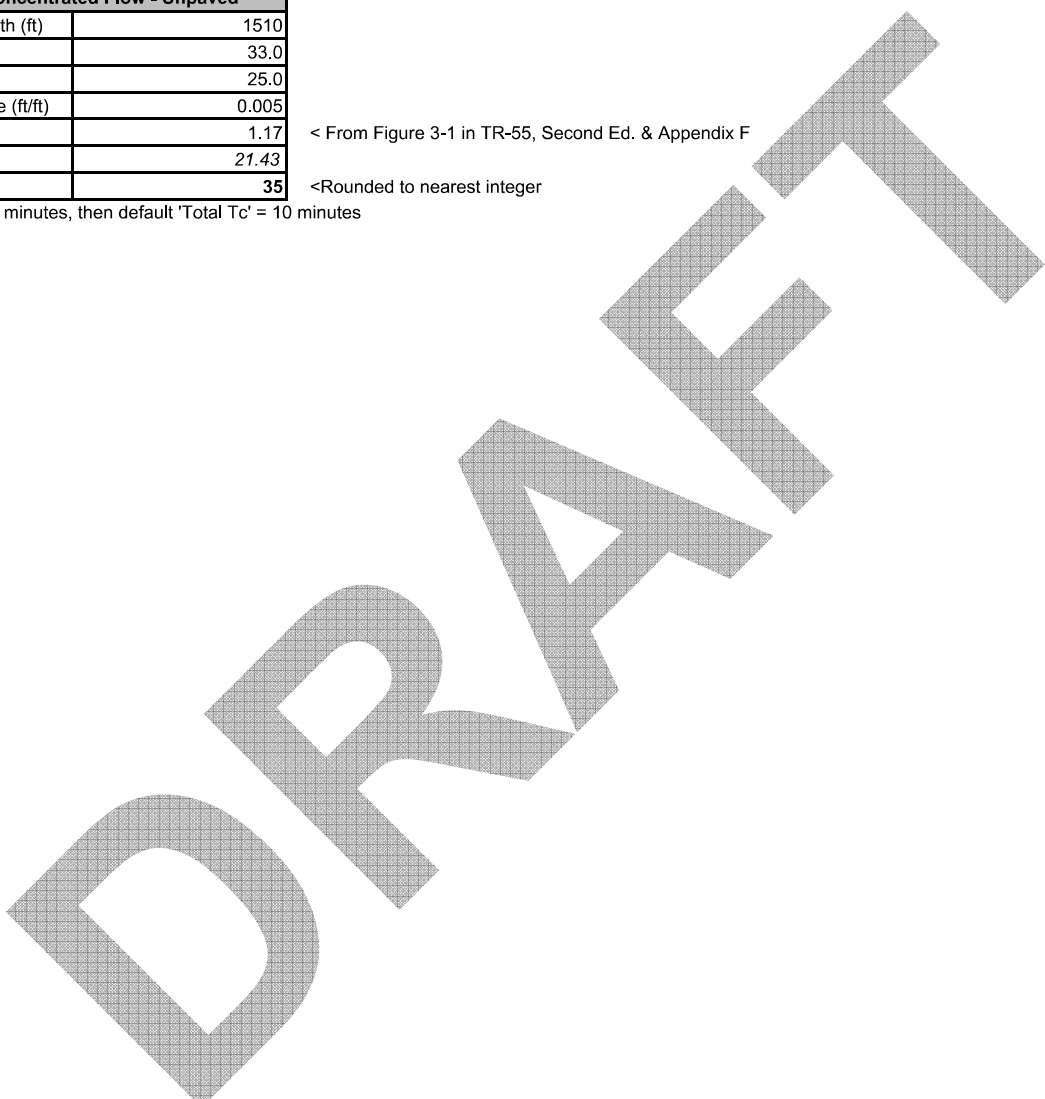 oncentrated Flow - Unpaved
th (ft) 1510
33.0
25.0
e (ft/ft) 0.005
1.17 < From Figure 3-1 in TR-55, Second Ed. & Appendix F
21.43
35 <Rounded to nearest integer
minutes, then default 'Total Tc' = 10 minutes
DRAFT